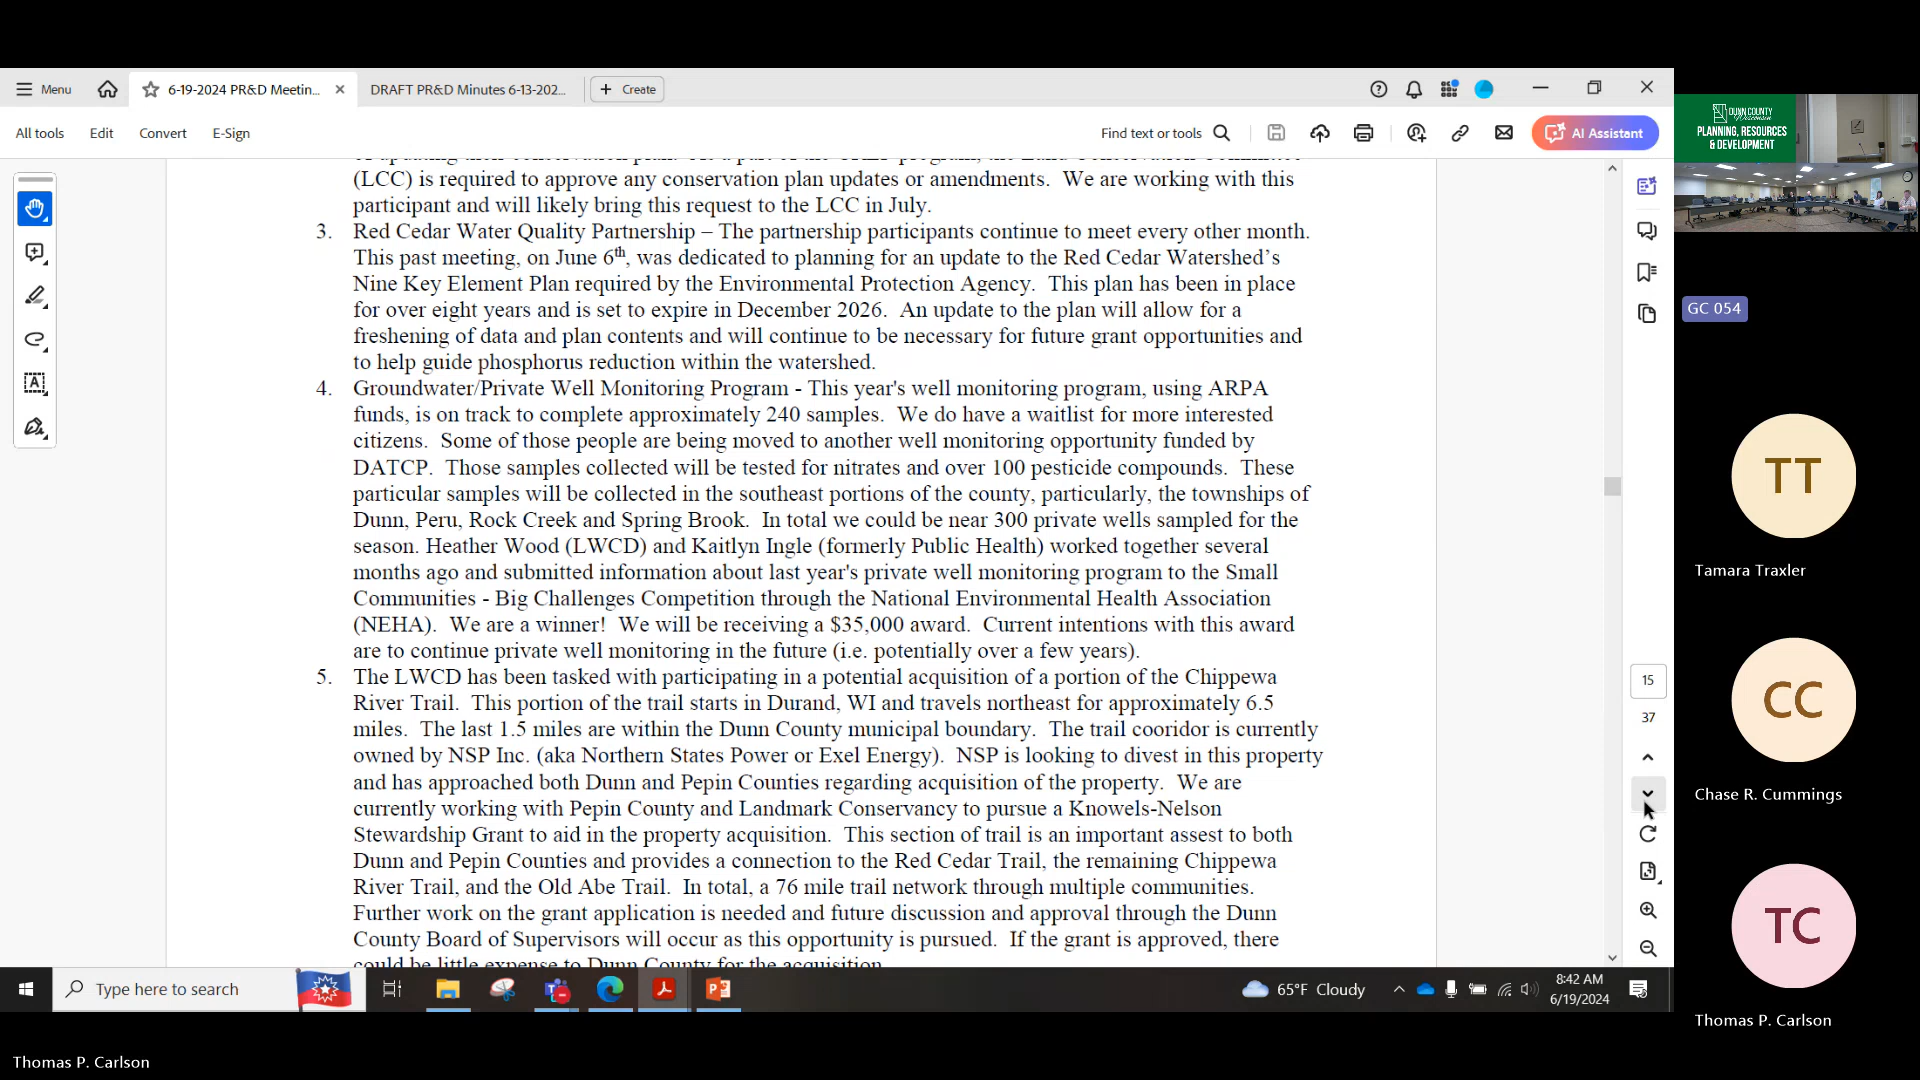 Menu
6-19-2024 PR&D Meetin...
DRAFT PR&D Minutes 6-13-202...
Create
All tools
Edit
Convert
E-Sign
Find text or tools
AI Assistant
(LCC) is required to approve any conservation plan updates or amendments. We are working with this
participant and will likely bring this request to the LCC in July.
3. Red Cedar Water Quality Partnership – The partnership participants continue to meet every other month.
This past meeting, on June 6th, was dedicated to planning for an update to the Red Cedar Watershed’s
Nine Key Element Plan required by the Environmental Protection Agency. This plan has been in place
for over eight years and is set to expire in December 2026. An update to the plan will allow for a
freshening of data and plan contents and will continue to be necessary for future grant opportunities and
to help guide phosphorus reduction within the watershed.
4. Groundwater/Private Well Monitoring Program - This year's well monitoring program, using ARPA
funds, is on track to complete approximately 240 samples. We do have a waitlist for more interested
citizens. Some of those people are being moved to another well monitoring opportunity funded by
DATCP. Those samples collected will be tested for nitrates and over 100 pesticide compounds. These
particular samples will be collected in the southeast portions of the county, particularly, the townships of
Dunn, Peru, Rock Creek and Spring Brook. In total we could be near 300 private wells sampled for the
season. Heather Wood (LWCD) and Kaitlyn Ingle (formerly Public Health) worked together several
months ago and submitted information about last year's private well monitoring program to the Small
Communities - Big Challenges Competition through the National Environmental Health Association
(NEHA). We are a winner! We will be receiving a $35,000 award. Current intentions with this award
are to continue private well monitoring in the future (i.e. potentially over a few years).
5. The LWCD has been tasked with participating in a potential acquisition of a portion of the Chippewa
River Trail. This portion of the trail starts in Durand, WI and travels northeast for approximately 6.5
miles. The last 1.5 miles are within the Dunn County municipal boundary. The trail cooridor is currently
owned by NSP Inc. (aka Northern States Power or Exel Energy). NSP is looking to divest in this property
and has approached both Dunn and Pepin Counties regarding acquisition of the property. We are
currently working with Pepin County and Landmark Conservancy to pursue a Knowels-Nelson
Stewardship Grant to aid in the property acquisition. This section of trail is an important assest to both
Dunn and Pepin Counties and provides a connection to the Red Cedar Trail, the remaining Chippewa
River Trail, and the Old Abe Trail. In total, a 76 mile trail network through multiple communities.
Further work on the grant application is needed and future discussion and approval through the Dunn
County Board of Supervisors will occur as this opportunity is pursued. If the grant is approved, there
could be little expense to Dunn County for the acquisition.
15
37
Type here to search
65°F Cloudy
8:42 AM
6/19/2024
DUNN COUNTY
Wisconsin
PLANNING, RESOURCES
& DEVELOPMENT
GC 054
TT
Tamara Traxler
CC
Chase R. Cummings
TC
Thomas P. Carlson
Thomas P. Carlson